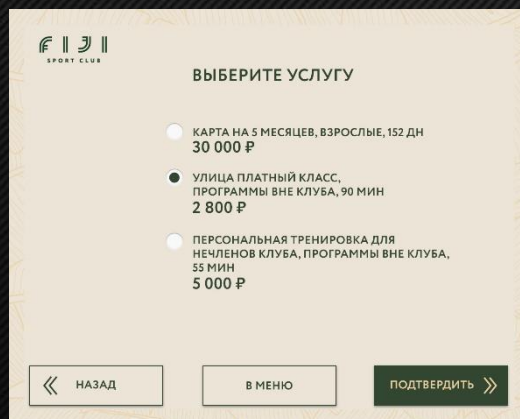 FIJI
SPORT CLUB
ВЫБЕРИТЕ УСЛУГУ
КАРТА НА 5 МЕСЯЦЕВ, ВЗРОСЛЫЕ, 152 ДН
30 000 ₽
УЛИЦА ПЛАТНЫЙ КЛАСС,
ПРОГРАММЫ ВНЕ КЛУБА, 90 МИН
2 800 ₽
ПЕРСОНАЛЬНАЯ ТРЕНИРОВКА ДЛЯ
НЕЧЛЕНОВ КЛУБА, ПРОГРАММЫ ВНЕ КЛУБА,
55 МИН
5 000 ₽
НАЗАД
В МЕНЮ
ПОДТВЕРДИТЬ